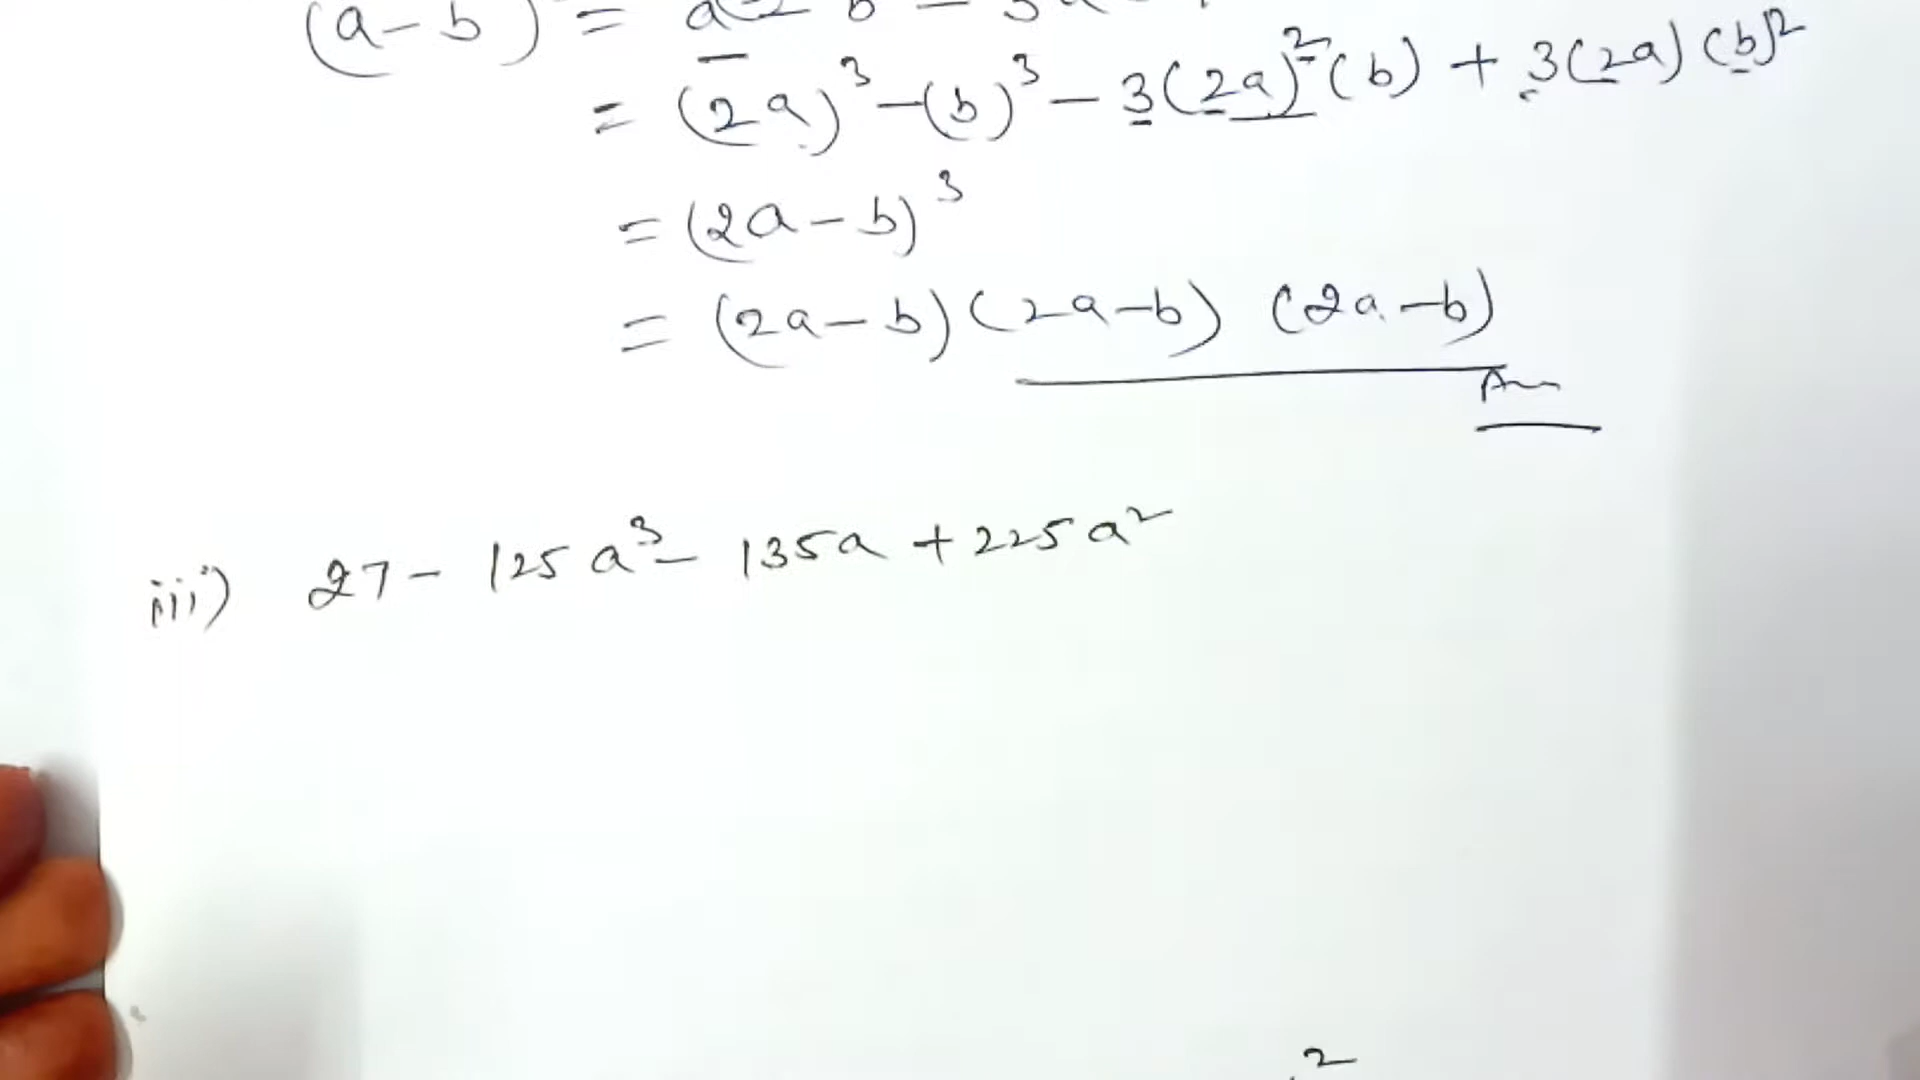 (a-b) =
= (2a)³-(b)³-3(2a)²(b)+3(2a)(b)²
= (2a-b)³
= (2a-b)(2a-b) (2a-b)
Ans
iii) 27-125a³-135a+225a²
2